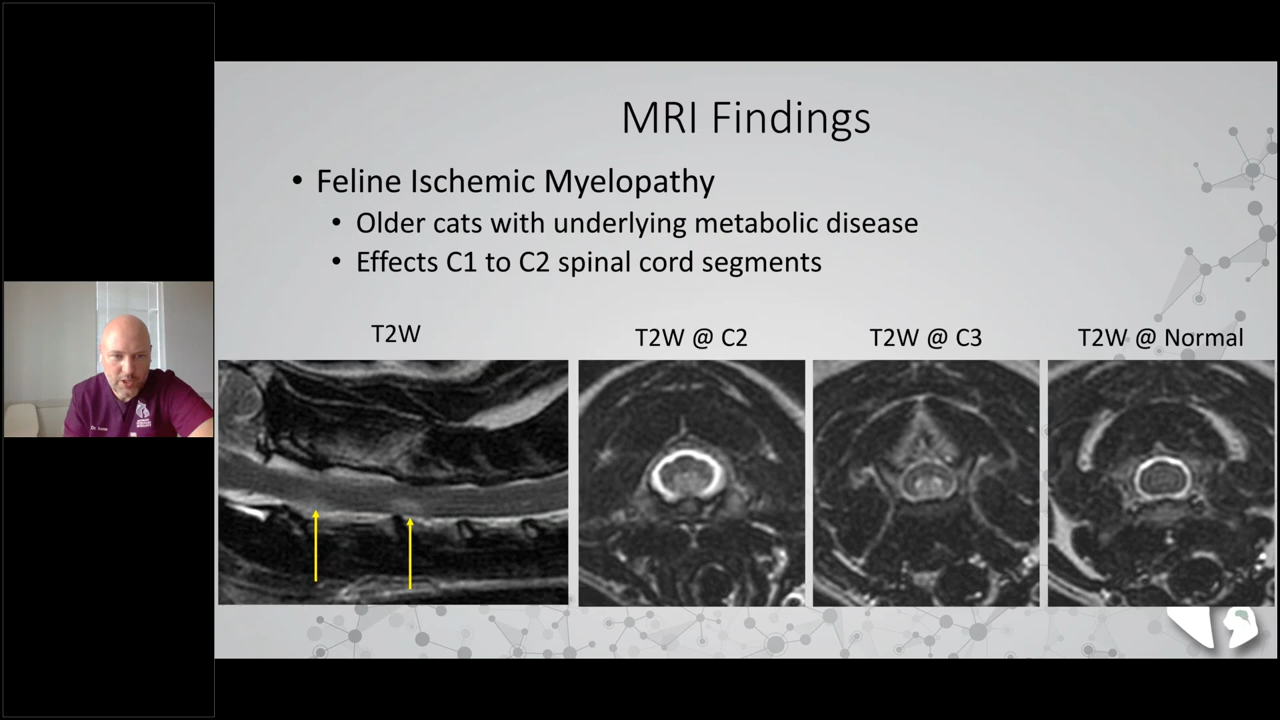 MRI Findings
• Feline Ischemic Myelopathy
• Older cats with underlying metabolic disease
• Effects C1 to C2 spinal cord segments
T2W
T2W @ C2
T2W @ C3
T2W @ Normal